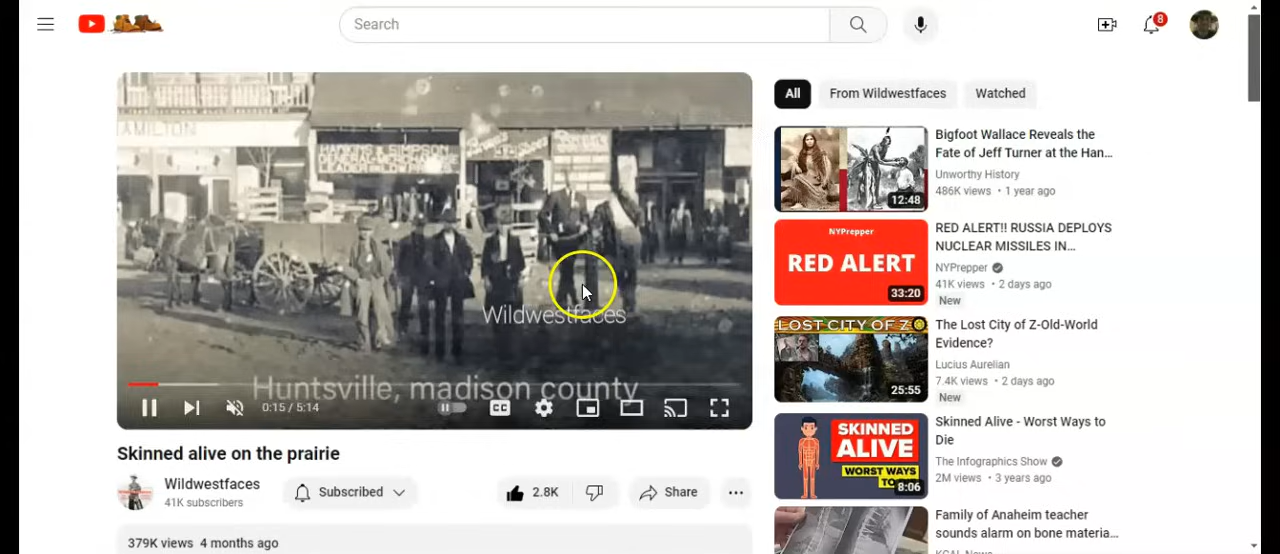 Search
8
AMILTON
Wildwestfaces
Huntsville, madison county
0:15 / 5:14
CC
Skinned alive on the prairie
Wildwestfaces
41K subscribers
Subscribed
2.8K
Share
379K views 4 months ago
All
From Wildwestfaces
Watched
12:48
Bigfoot Wallace Reveals the
Fate of Jeff Turner at the Han...
Unworthy History
486K views • 1 year ago
NYPrepper
RED ALERT
33:20
RED ALERT!! RUSSIA DEPLOYS
NUCLEAR MISSILES IN...
NYPrepper
41K views • 2 days ago
New
LOST CITY OF Z
25:55
The Lost City of Z-Old-World
Evidence?
Lucius Aurelian
7.4K views • 2 days ago
New
SKINNED
ALIVE
WORST WAYS
TO
8:06
Skinned Alive - Worst Ways to
Die
The Infographics Show
2M views • 3 years ago
Family of Anaheim teacher
sounds alarm on bone materia...
KCAL News